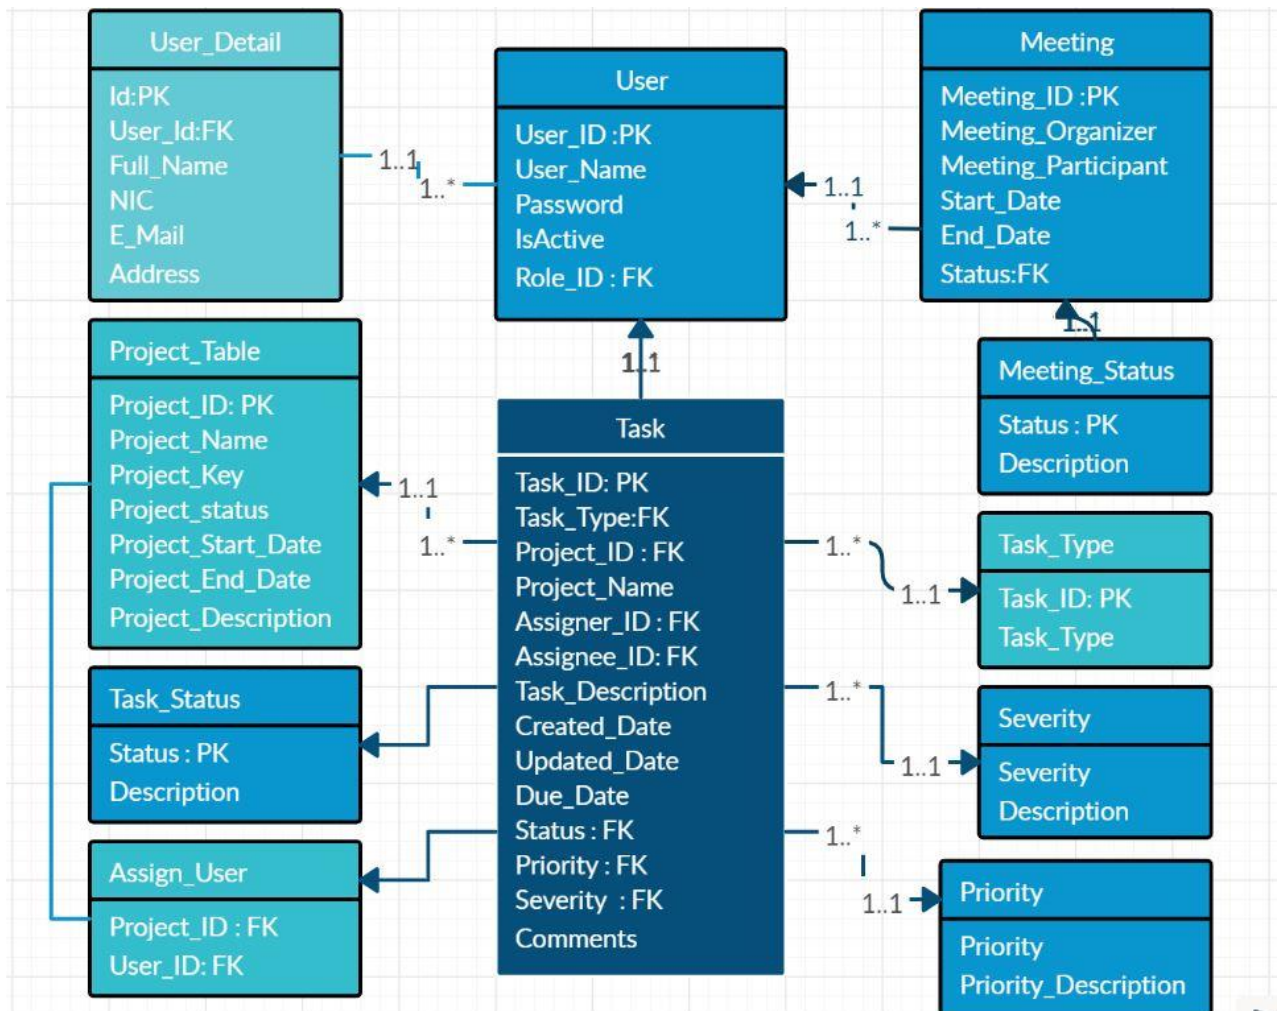 User_Detail
Id:PK
User_Id:FK
Full_Name
NIC
E_Mail
Address
1..1
1..*
User
User_ID :PK
User_Name
Password
IsActive
Role_ID : FK
1..1
1..*
Meeting
Meeting_ID :PK
Meeting_Organizer
Meeting_Participant
Start_Date
End_Date
Status:FK
1..1
Meeting_Status
Status : PK
Description
Project_Table
Project_ID: PK
Project_Name
Project_Key
Project_status
Project_Start_Date
Project_End_Date
Project_Description
1..1
1..*
1..1
Task
Task_ID: PK
Task_Type:FK
Project_ID : FK
Project_Name
Assigner_ID : FK
Assignee_ID: FK
Task_Description
Created_Date
Updated_Date
Due_Date
Status : FK
Priority : FK
Severity : FK
Comments
1..*
1..1
Task_Type
Task_ID: PK
Task_Type
Task_Status
Status : PK
Description
1..*
1..1
Severity
Severity
Description
Assign_User
Project_ID : FK
User_ID: FK
1..*
1..1
Priority
Priority
Priority_Description